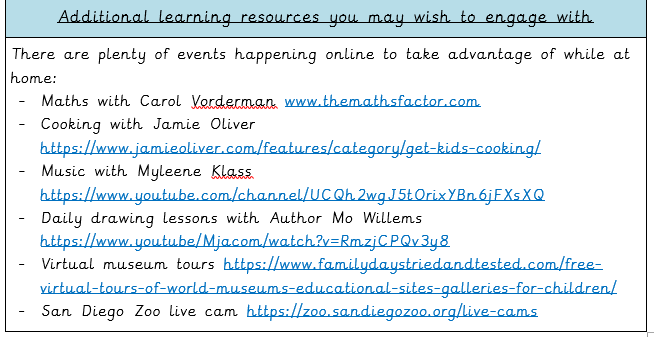 Additional learning resources you may wish to engage with
There are plenty of events happening online to take advantage of while at
home:
- Maths with Carol Vorderman www.themathsfactor.com
- Cooking with Jamie Oliver
https://www.jamieoliver.com/features/category/get-kids-cooking/
- Music with Myleene Klass
https://www.youtube.com/channel/UCQh2wgJ5tOrixYBn6jFXsXQ
- Daily drawing lessons with Author Mo Willems
https://www.youtube/Mjacom/watch?v=RmzjCPQv3y8
- Virtual museum tours https://www.familydaystriedandtested.com/free-
virtual-tours-of-world-museums-educational-sites-galleries-for-children/
- San Diego Zoo live cam https://zoo.sandiegozoo.org/live-cams